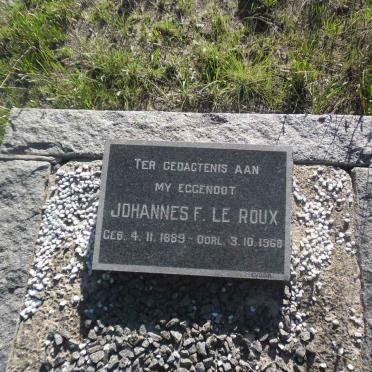 TER GEDAGTENIS AAN
MY EGGENOOT
JOHANNES F. LE ROUX
GEB. 4. 11. 1889 - OORL. 3. 10. 1968